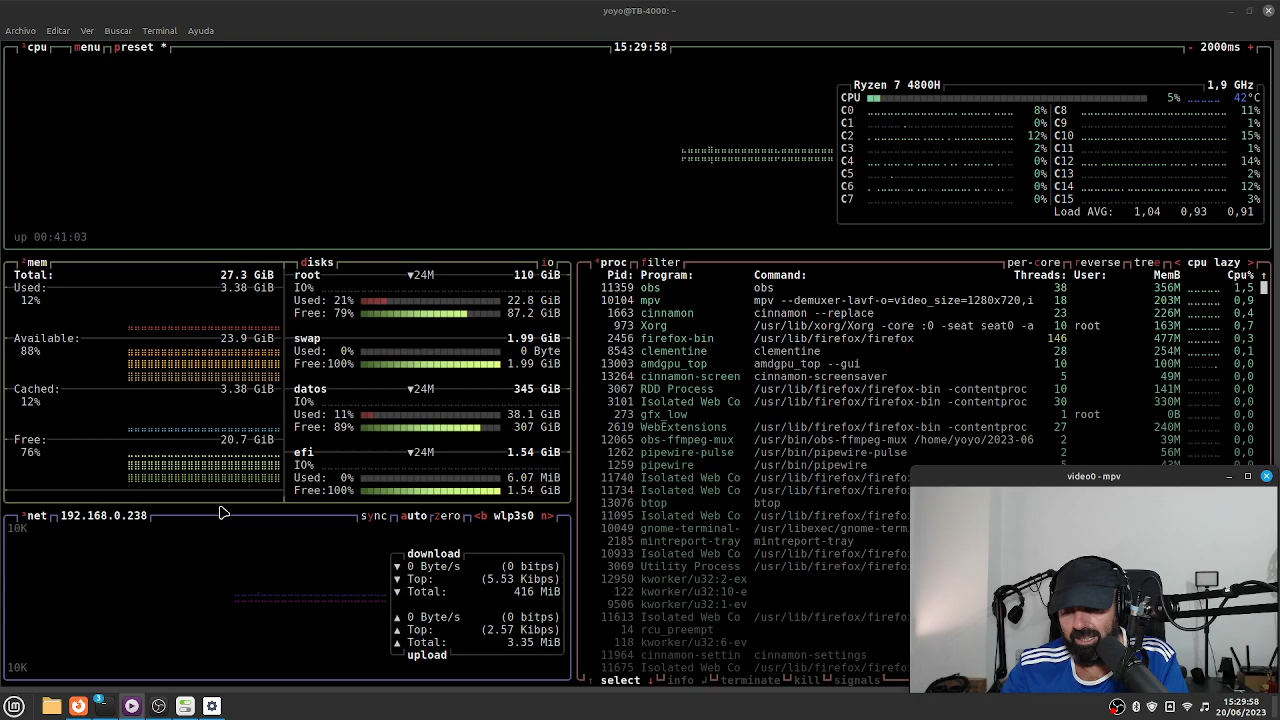 yoyo@TB-4000: ~
Archivo Editar Ver Buscar Terminal Ayuda
¹cpu menu preset * 15:29:58 - 2000ms +
Ryzen 7 4800H 1,9 GHz
CPU 5% 42°C
C0 8% C8 11%
C1 0% C9 1%
C2 12% C10 15%
C3 2% C11 1%
C4 0% C12 14%
C5 0% C13 2%
C6 0% C14 12%
C7 0% C15 3%
Load AVG: 1,04 0,93 0,91
up 00:41:03
²mem
Total: 27.3 GiB
Used: 3.38 GiB
12%
Available: 23.9 GiB
88%
Cached: 3.38 GiB
12%
Free: 20.7 GiB
76%
disks io
root ▼24M 110 GiB
IO%
Used: 21% 22.8 GiB
Free: 79% 87.2 GiB
swap 1.99 GiB
Used: 0% 0 Byte
Free:100% 1.99 GiB
datos ▼24M 345 GiB
IO%
Used: 11% 38.1 GiB
Free: 89% 307 GiB
efi ▼24M 1.54 GiB
IO%
Used: 0% 6.07 MiB
Free:100% 1.54 GiB
³net 192.168.0.238 sync auto zero <b wlp3s0 n>
10K
download
▼ 0 Byte/s (0 bitps)
▼ Top: (5.53 Kibps)
▼ Total: 416 MiB
▲ 0 Byte/s (0 bitps)
▲ Top: (2.57 Kibps)
▲ Total: 3.35 MiB
upload
10K
⁴proc filter per-core reverse tree < cpu lazy >
Pid: Program: Command: Threads: User: MemB Cpu% ↑
11359 obs obs 38 356M 1,5
10104 mpv mpv --demuxer-lavf-o=video_size=1280x720,i 18 203M 0,9
1663 cinnamon cinnamon --replace 23 226M 0,4
973 Xorg /usr/lib/xorg/Xorg -core :0 -seat seat0 -a 10 root 163M 0,7
2456 firefox-bin /usr/lib/firefox/firefox 146 477M 0,3
8543 clementine clementine 28 254M 0,1
13003 amdgpu_top amdgpu_top --gui 10 100M 0,0
13264 cinnamon-screen cinnamon-screensaver 5 49M 0,0
3067 RDD Process /usr/lib/firefox/firefox-bin -contentproc 10 141M 0,0
3101 Isolated Web Co /usr/lib/firefox/firefox-bin -contentproc 30 330M 0,0
273 gfx_low 1 root 0B 0,0
2619 WebExtensions /usr/lib/firefox/firefox-bin -contentproc 27 240M 0,0
12065 obs-ffmpeg-mux /usr/bin/obs-ffmpeg-mux /home/yoyo/2023-06 2 39M 0,0
1262 pipewire-pulse /usr/bin/pipewire-pulse 2 56M 0,0
1259 pipewire /usr/bin/pipewire
11740 Isolated Web Co /usr/lib/firefox/firefo
11734 Isolated Web Co /usr/lib/firefox/firefo
13076 btop btop
11095 Isolated Web Co /usr/lib/firefox/firefo
10049 gnome-terminal- /usr/libexec/gnome-term
2185 mintreport-tray mintreport-tray
10933 Isolated Web Co /usr/lib/firefox/firefo
3069 Utility Process /usr/lib/firefox/firefo
12950 kworker/u32:2-ex
122 kworker/u32:10-e
9506 kworker/u32:1-ev
11613 Isolated Web Co /usr/lib/firefox/firefo
14 rcu_preempt
118 kworker/u32:6-ev
11964 cinnamon-settin cinnamon-settings
11675 Isolated Web Co /usr/lib/firefox/firefo
↑ select ↓ info ↲ terminate kill signals
video0 - mpv
15:29:58
20/06/2023